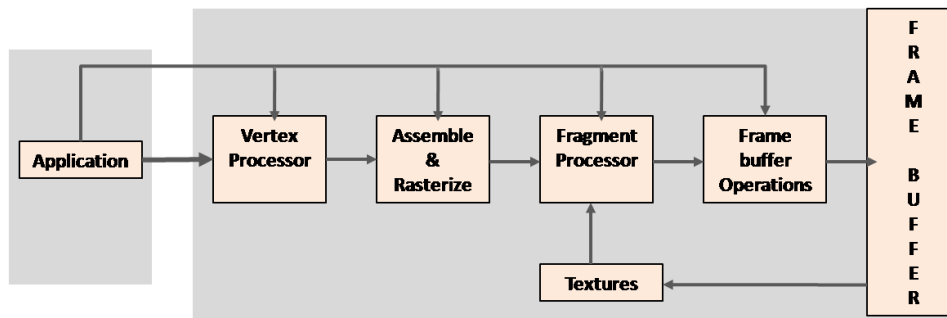 Application
Vertex
Processor
Assemble
&
Rasterize
Fragment
Processor
Frame
buffer
Operations
Textures
F
R
A
M
E
B
U
F
F
E
R